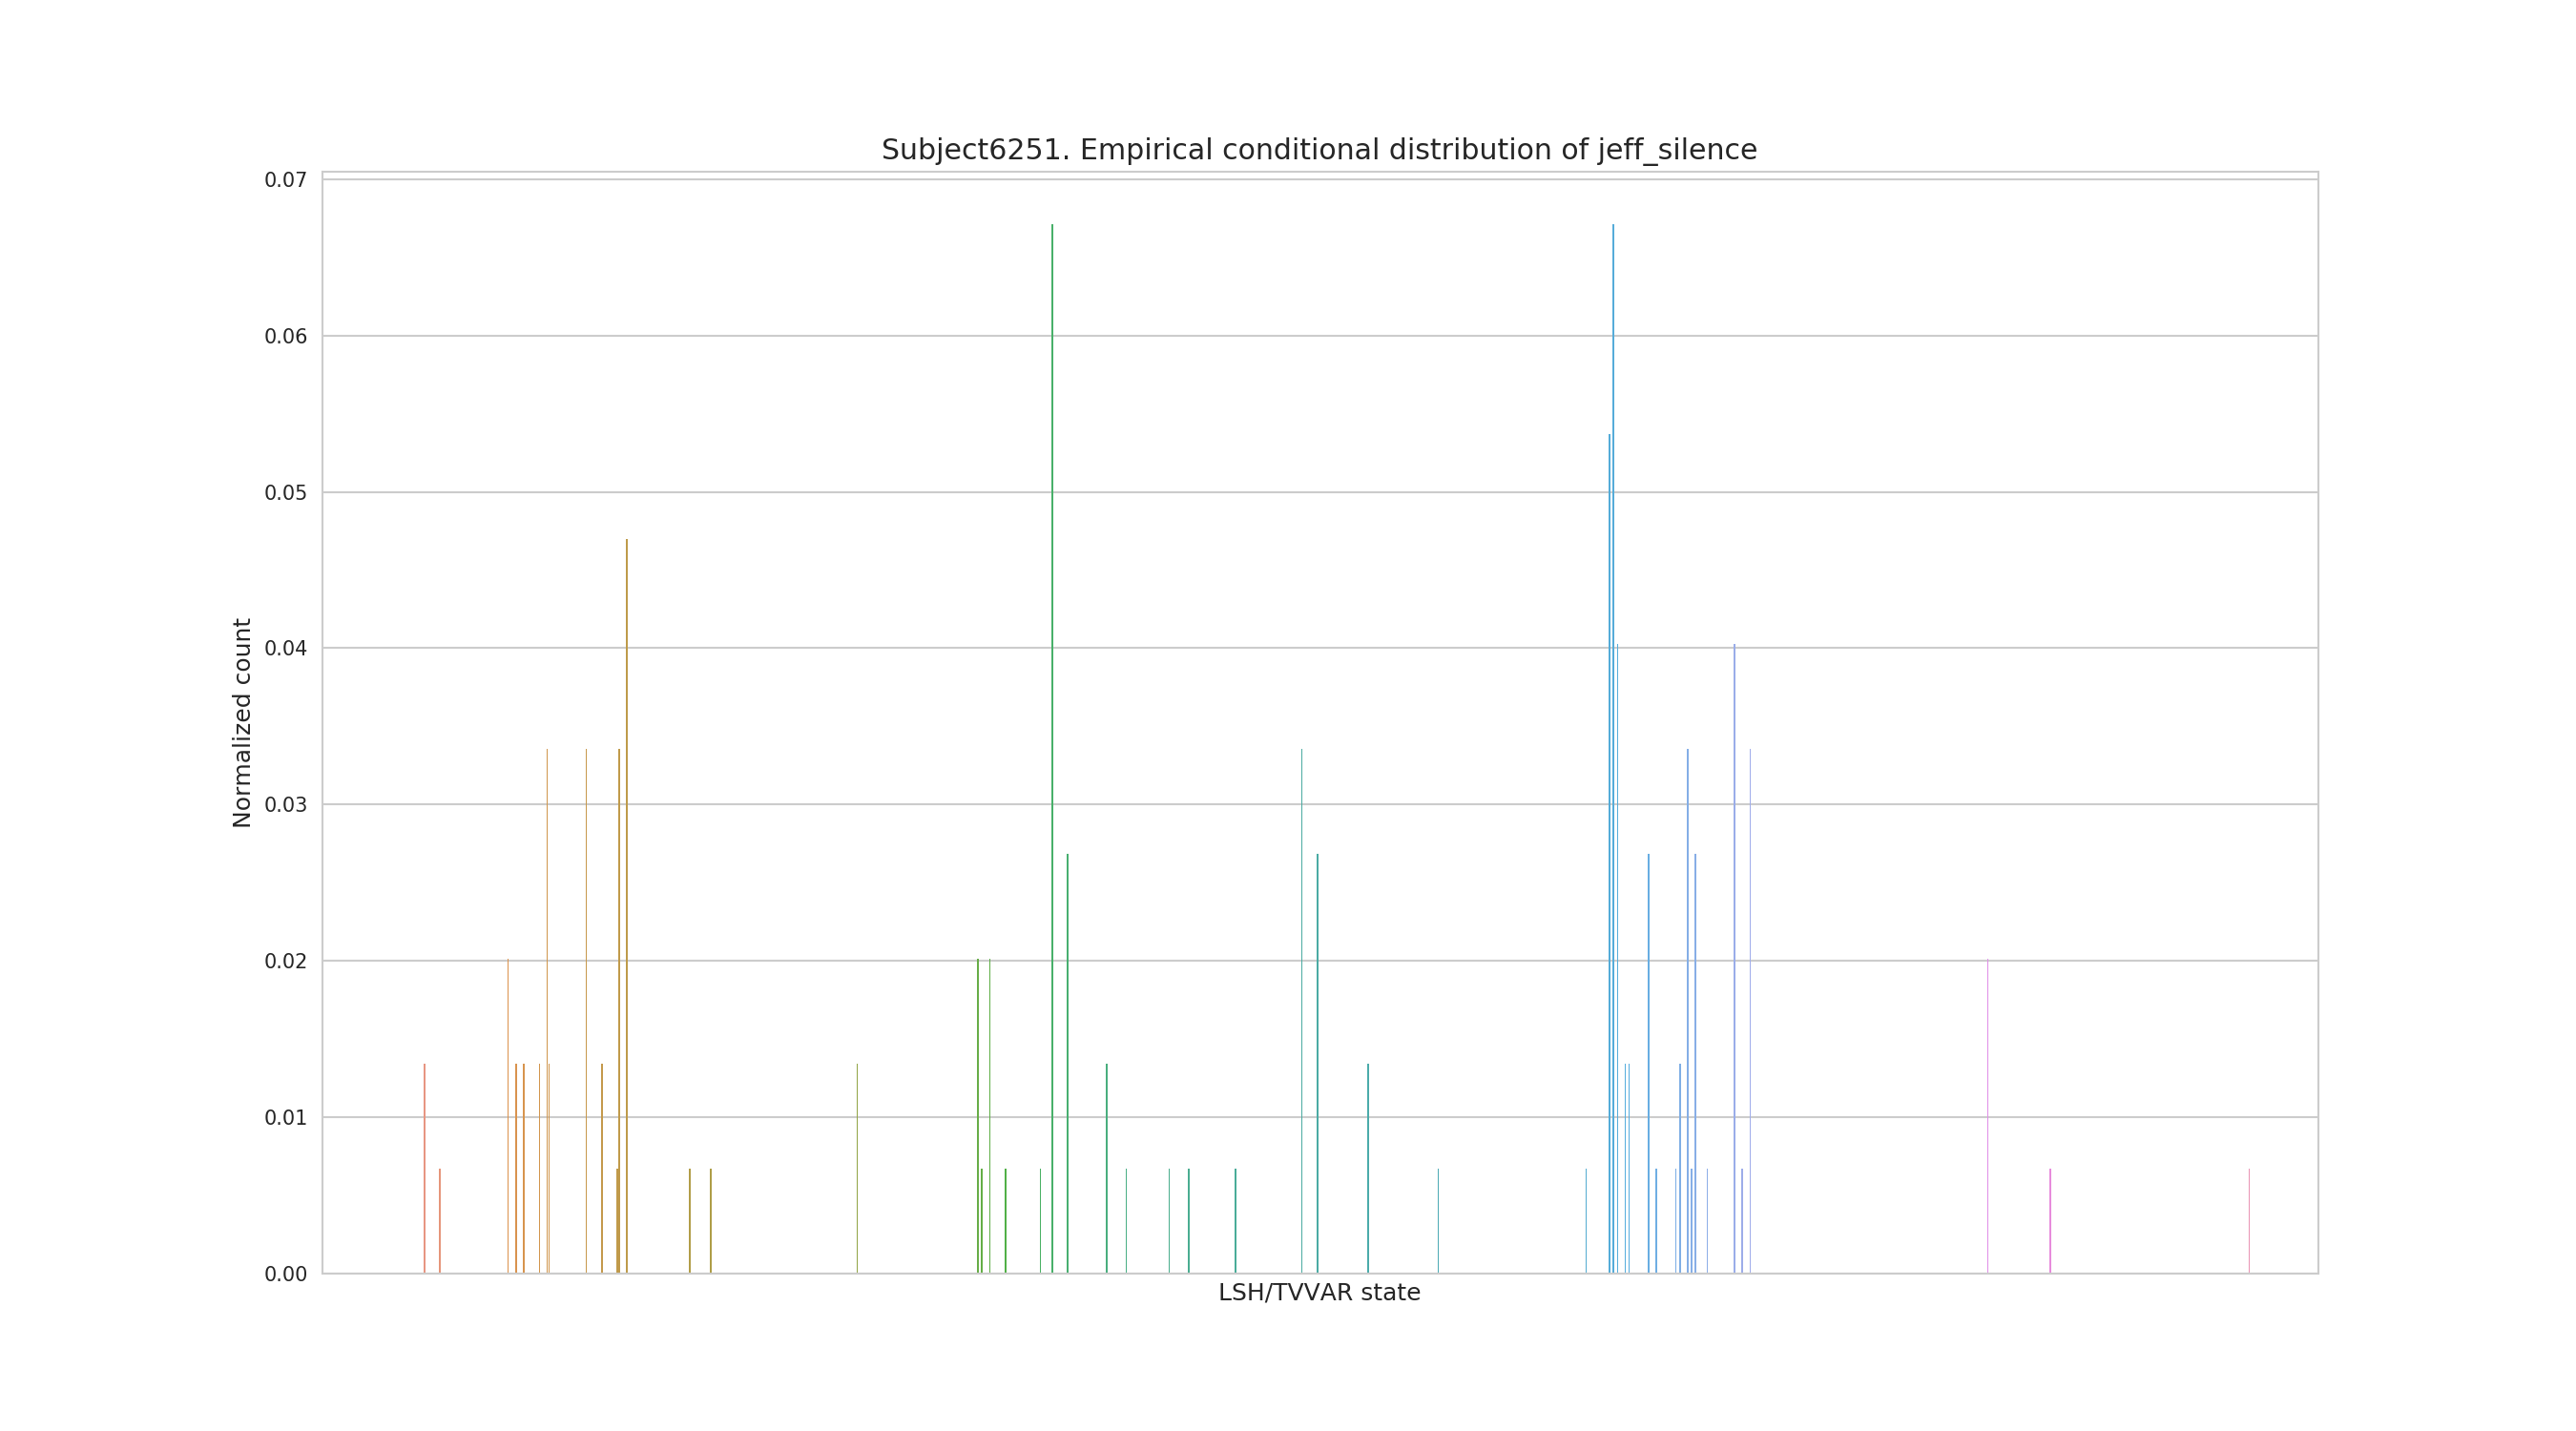 Subject6251. Empirical conditional distribution of jeff_silence
0.07
0.06
0.05
0.04
0.03
0.02
0.01
0.00
Normalized count
LSH/TVVAR state